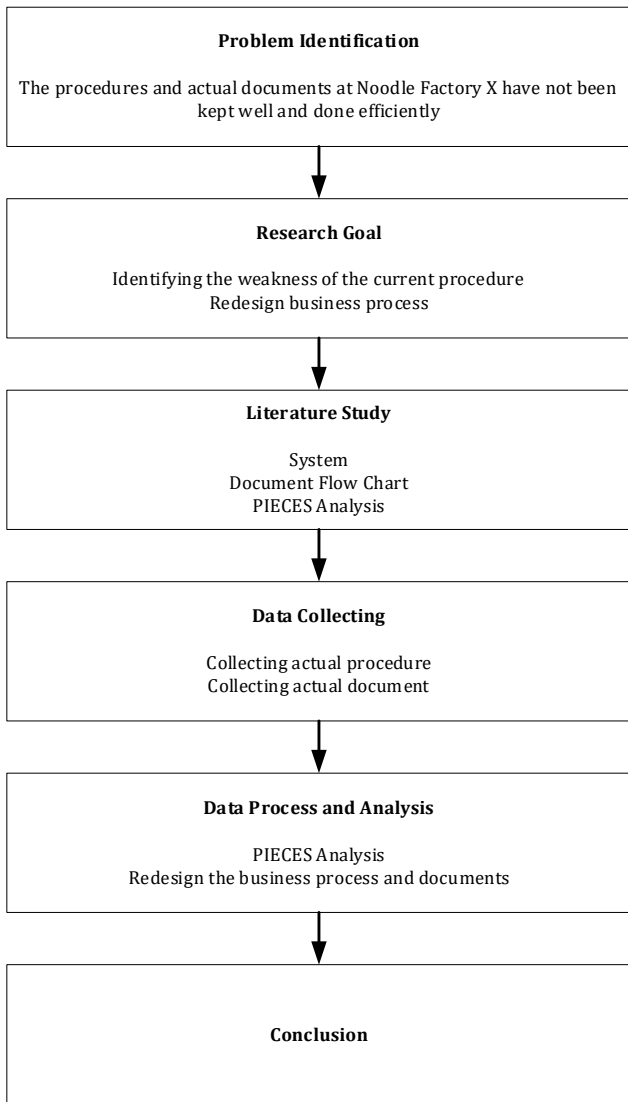 Problem Identification
The procedures and actual documents at Noodle Factory X have not been
kept well and done efficiently
Research Goal
Identifying the weakness of the current procedure
Redesign business process
Literature Study
System
Document Flow Chart
PIECES Analysis
Data Collecting
Collecting actual procedure
Collecting actual document
Data Process and Analysis
PIECES Analysis
Redesign the business process and documents
Conclusion